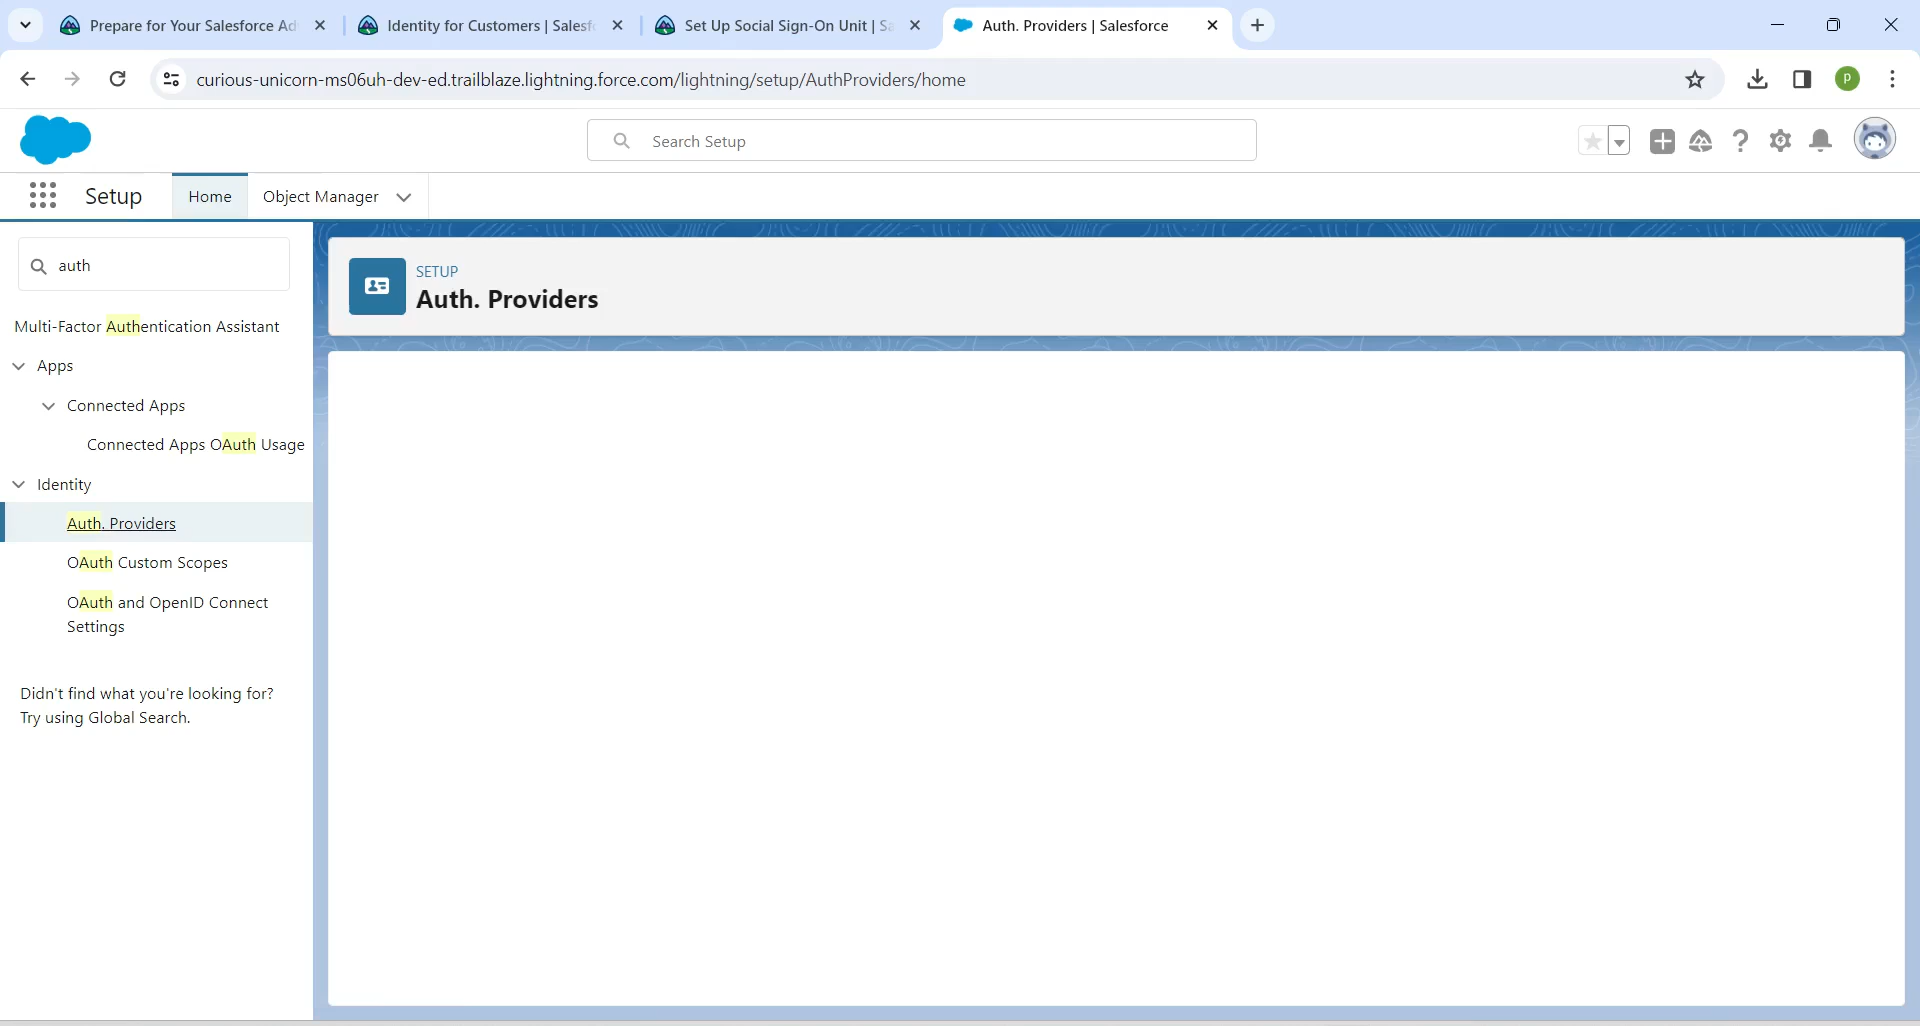 Prepare for Your Salesforce Ad
Identity for Customers | Salesf
Set Up Social Sign-On Unit | Sa
Auth. Providers | Salesforce
curious-unicorn-ms06uh-dev-ed.trailblaze.lightning.force.com/lightning/setup/AuthProviders/home
P
Search Setup
Setup
Home
Object Manager
auth
SETUP
Auth. Providers
Multi-Factor Authentication Assistant
Apps
Connected Apps
Connected Apps OAuth Usage
Identity
Auth. Providers
OAuth Custom Scopes
OAuth and OpenID Connect
Settings
Didn't find what you're looking for?
Try using Global Search.